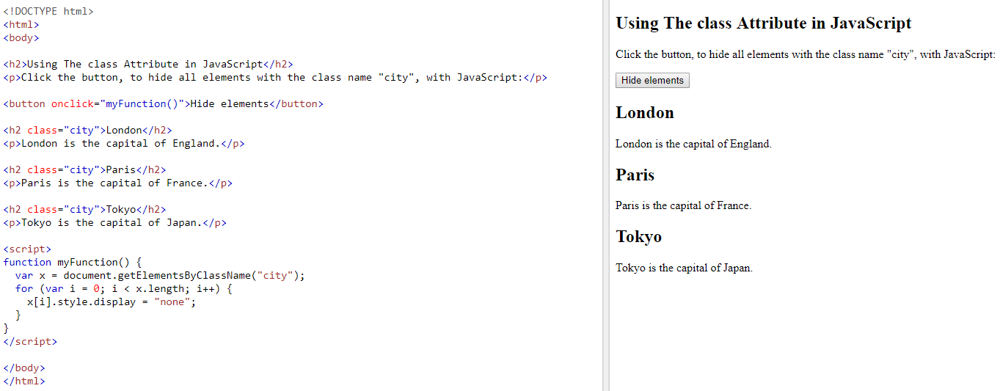 <!DOCTYPE html>
<html>
<body>
<h2>Using The class Attribute in JavaScript</h2>
<p>Click the button, to hide all elements with the class name "city", with JavaScript:</p>
<button onclick="myFunction()">Hide elements</button>
<h2 class="city">London</h2>
<p>London is the capital of England.</p>
<h2 class="city">Paris</h2>
<p>Paris is the capital of France.</p>
<h2 class="city">Tokyo</h2>
<p>Tokyo is the capital of Japan.</p>
<script>
function myFunction() {
  var x = document.getElementsByClassName("city");
  for (var i = 0; i < x.length; i++) {
    x[i].style.display = "none";
  }
}
</script>
</body>
</html>
Using The class Attribute in JavaScript
Click the button, to hide all elements with the class name "city", with JavaScript:
Hide elements
London
London is the capital of England.
Paris
Paris is the capital of France.
Tokyo
Tokyo is the capital of Japan.